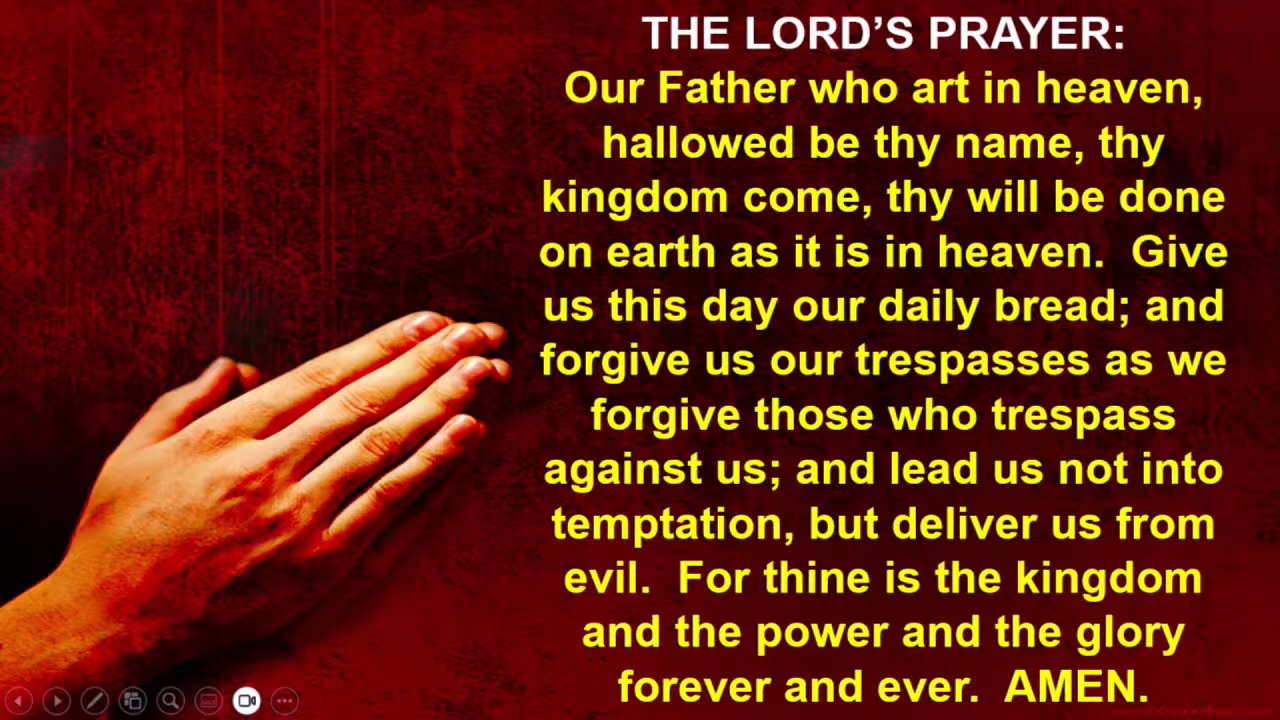 THE LORD’S PRAYER:
Our Father who art in heaven,
hallowed be thy name, thy
kingdom come, thy will be done
on earth as it is in heaven.  Give
us this day our daily bread; and
forgive us our trespasses as we
forgive those who trespass
against us; and lead us not into
temptation, but deliver us from
evil.  For thine is the kingdom
and the power and the glory
forever and ever.  AMEN.